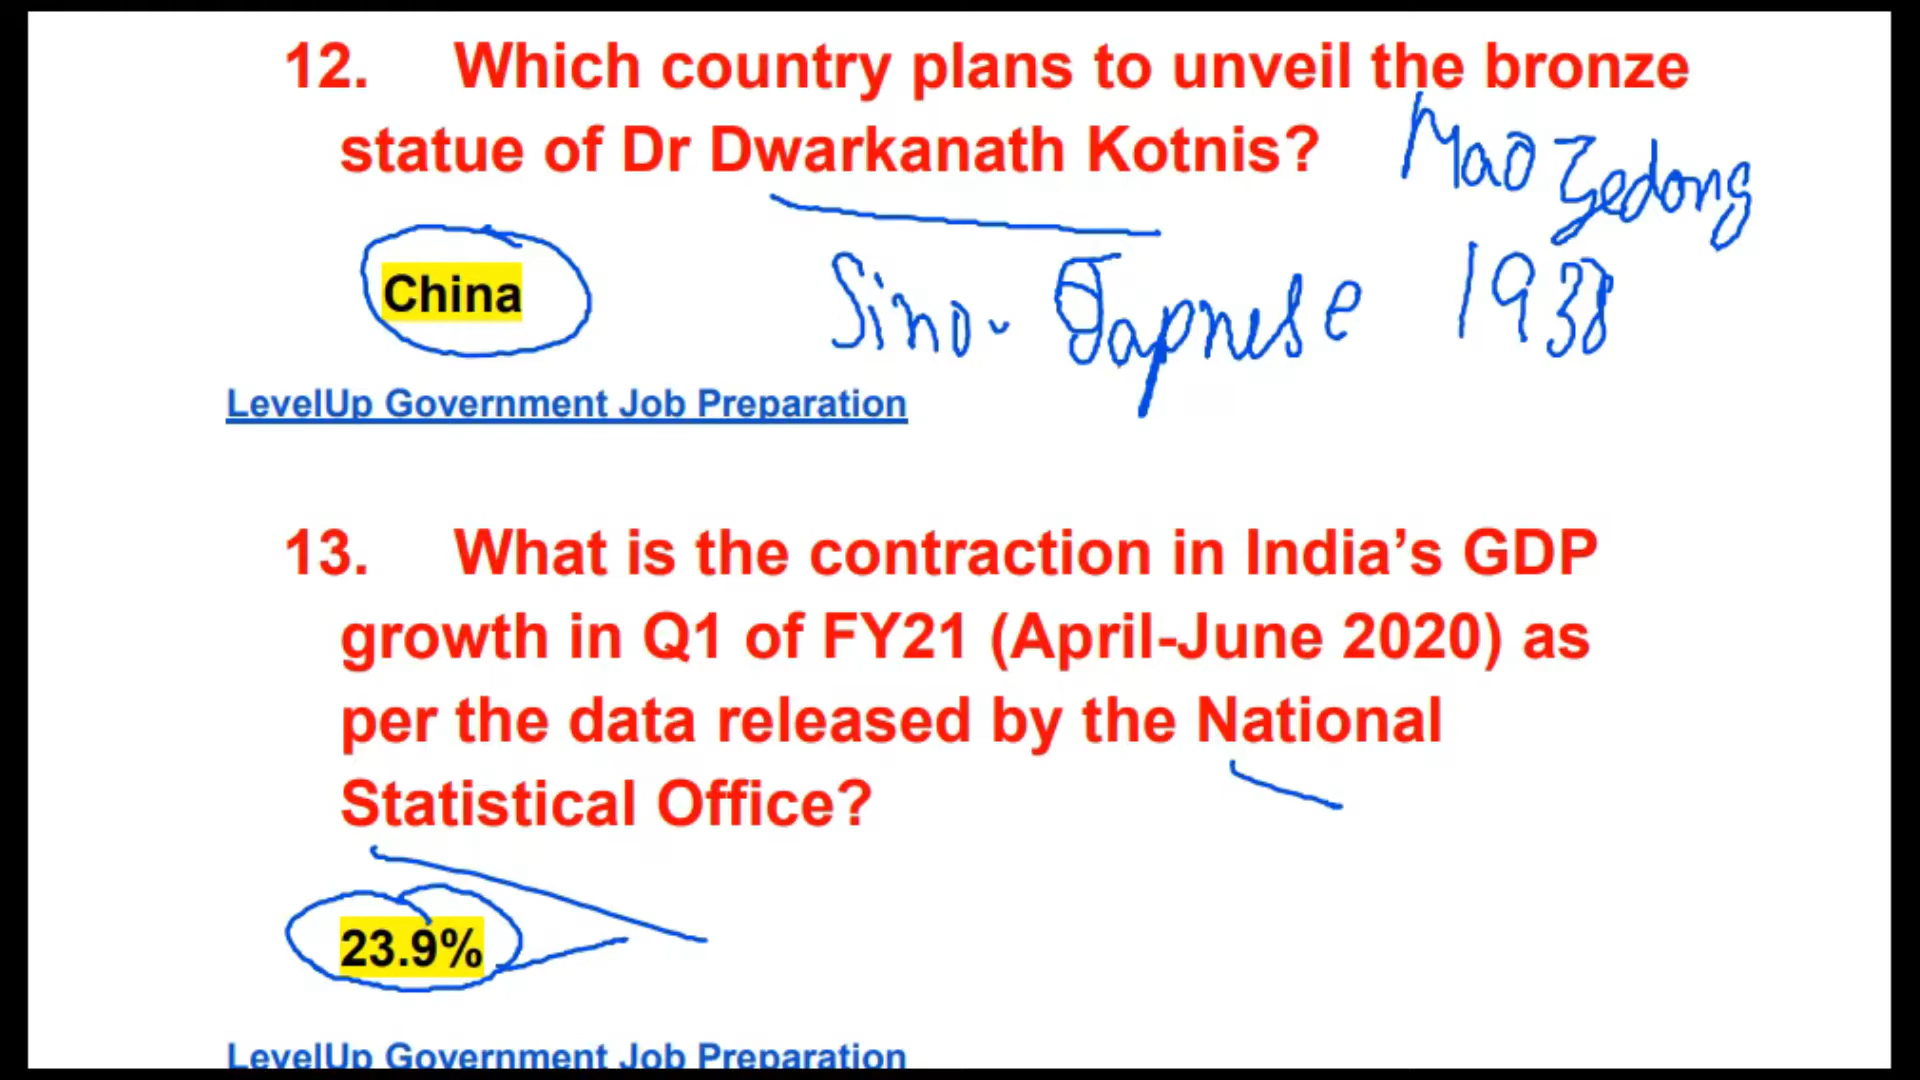 12. Which country plans to unveil the bronze
statue of Dr Dwarkanath Kotnis?
Mao Zedong
China
Sino- Japnese 1938
LevelUp Government Job Preparation
13. What is the contraction in India’s GDP
growth in Q1 of FY21 (April-June 2020) as
per the data released by the National
Statistical Office?
23.9%
LevelUp Government Job Preparation